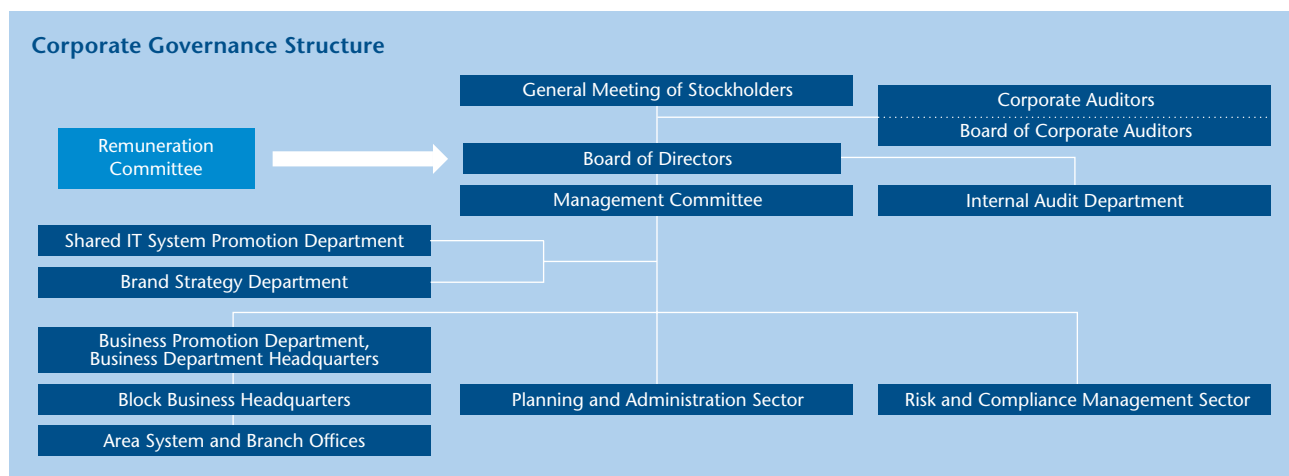 Corporate Governance Structure
General Meeting of Stockholders
Corporate Auditors
Board of Corporate Auditors
Remuneration
Committee
Board of Directors
Management Committee
Internal Audit Department
Shared IT System Promotion Department
Brand Strategy Department
Business Promotion Department,
Business Department Headquarters
Block Business Headquarters
Planning and Administration Sector
Risk and Compliance Management Sector
Area System and Branch Offices